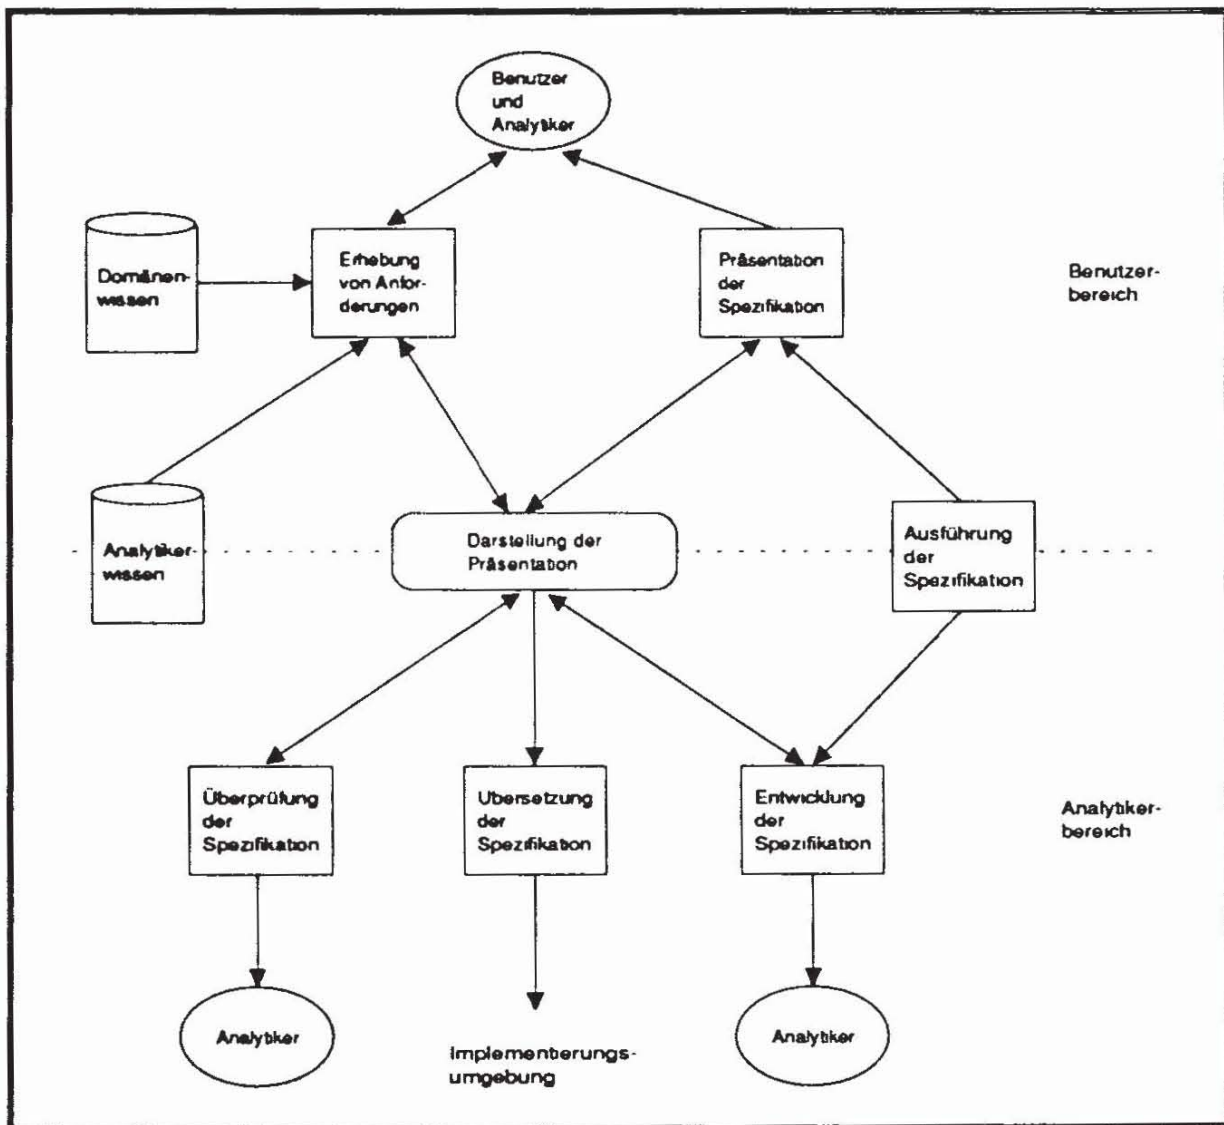 Benutzer
und
Analytiker
Domänen-
wissen
Erhebung
von Anfor-
derungen
Präsentation
der
Spezifikation
Benutzer-
bereich
Analytiker-
wissen
Darstellung der
Präsentation
Ausführung
der
Spezifikation
Überprüfung
der
Spezifikation
Übersetzung
der
Spezifikation
Entwicklung
der
Spezifikation
Analytiker-
bereich
Analytiker
Implementierungs-
umgebung
Analytiker